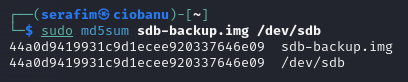 ┌──(serafim㉿ciobanu)-[~]
└─$ sudo md5sum sdb-backup.img /dev/sdb
44a0d9419931c9d1ecee920337646e09  sdb-backup.img
44a0d9419931c9d1ecee920337646e09  /dev/sdb